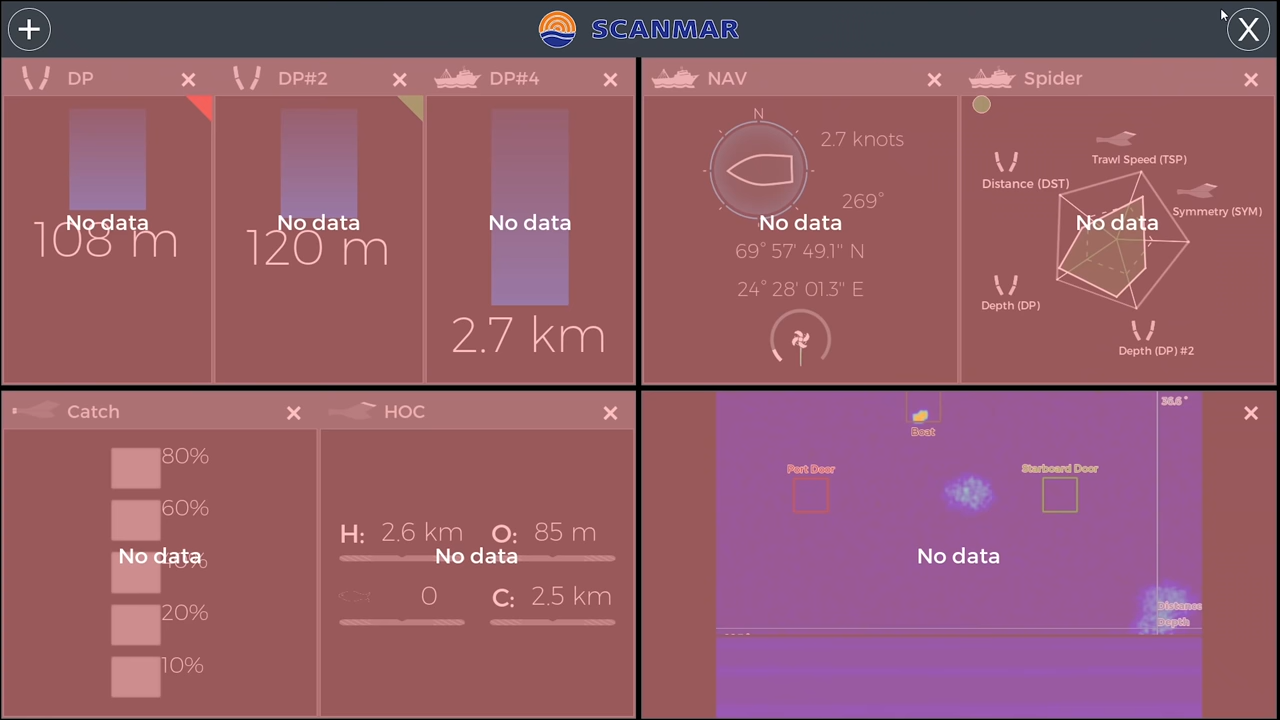 + SCANMAR X
DP × DP#2 × DP#4 ×
No data
108 m
No data
120 m
No data
2.7 km
NAV ×
N
2.7 knots
269°
No data
69° 57' 49.1" N
24° 28' 01.3" E
Spider ×
Trawl Speed (TSP)
Distance (DST)
Symmetry (SYM)
No data
Depth (DP)
Depth (DP) #2
Catch ×
80%
60%
No data
40%
20%
10%
HOC ×
H: 2.6 km O: 85 m
No data
0 C: 2.5 km
36.6° ×
Boat
Port Door
Starboard Door
No data
Distance
Depth